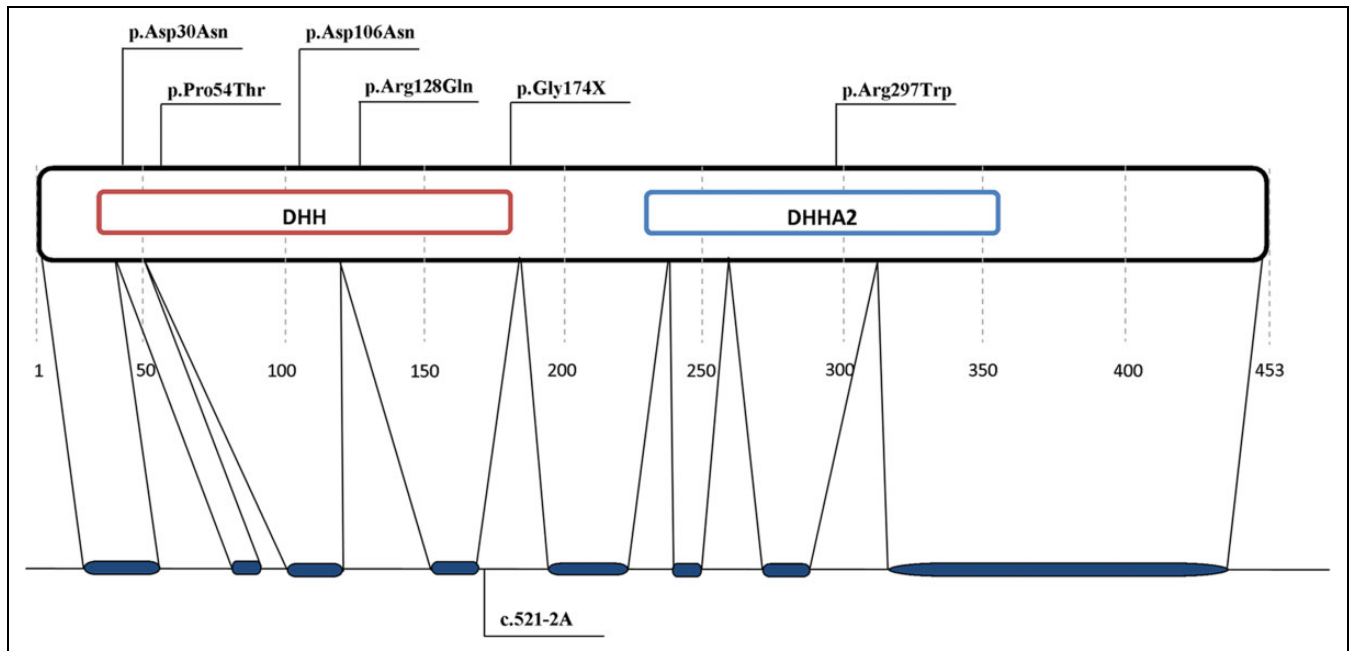 p.Asp30Asn
p.Asp106Asn
p.Pro54Thr
p.Arg128Gln
p.Gly174X
p.Arg297Trp
DHH
DHHA2
1
50
100
150
200
250
300
350
400
453
c.521-2A